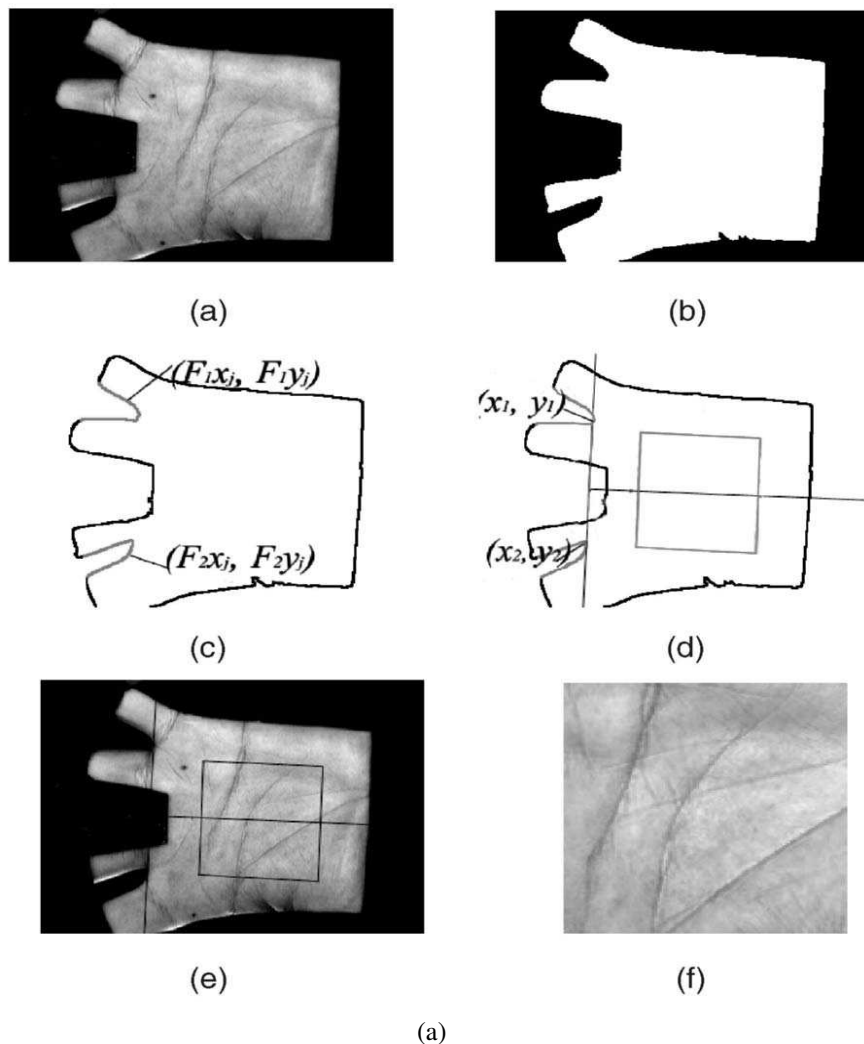 (a)
(b)
(F1xj, F1yj)
(F2xj, F2yj)
(x1, y1)
(x2, y2)
(c)
(d)
(e)
(f)
(a)